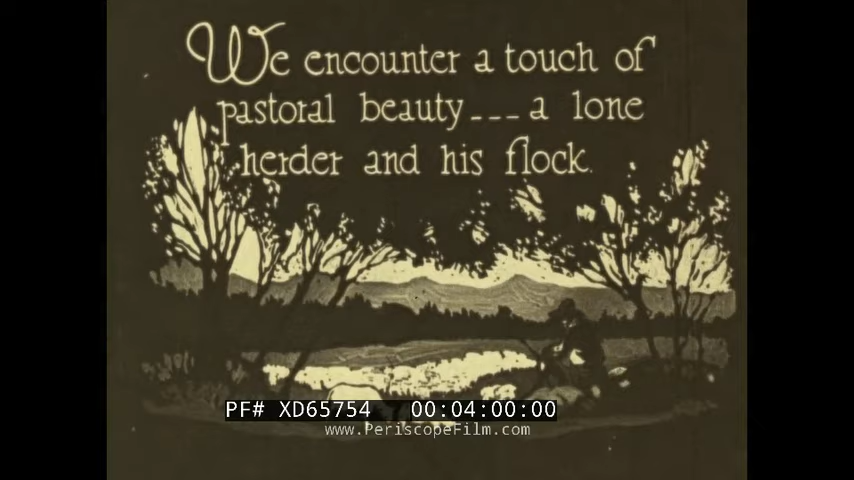 We encounter a touch of
pastoral beauty___a lone
herder and his flock.
PF# XD65754 00:04:00:00
www.PeriscopeFilm.com